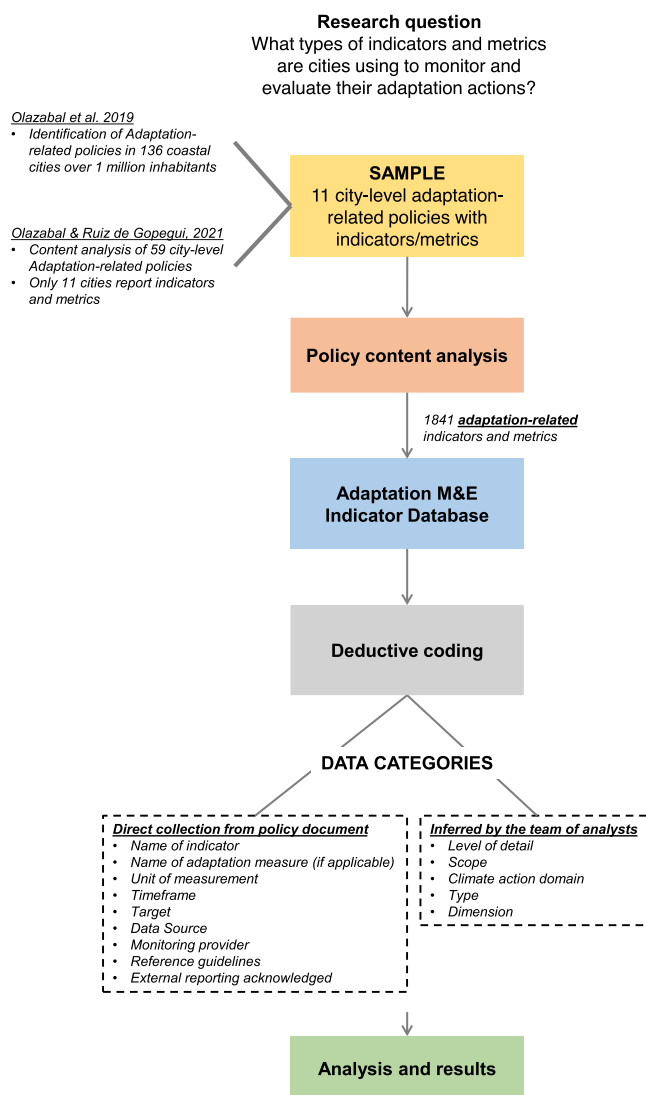 Research question
What types of indicators and metrics
are cities using to monitor and
evaluate their adaptation actions?
Olazabal et al. 2019
• Identification of Adaptation-
related policies in 136 coastal
cities over 1 million inhabitants
Olazabal & Ruiz de Gopegui, 2021
• Content analysis of 59 city-level
Adaptation-related policies
• Only 11 cities report indicators
and metrics
SAMPLE
11 city-level adaptation-
related policies with
indicators/metrics
Policy content analysis
1841 adaptation-related
indicators and metrics
Adaptation M&E
Indicator Database
Deductive coding
DATA CATEGORIES
Direct collection from policy document
• Name of indicator
• Name of adaptation measure (if applicable)
• Unit of measurement
• Timeframe
• Target
• Data Source
• Monitoring provider
• Reference guidelines
• External reporting acknowledged
Inferred by the team of analysts
• Level of detail
• Scope
• Climate action domain
• Type
• Dimension
Analysis and results